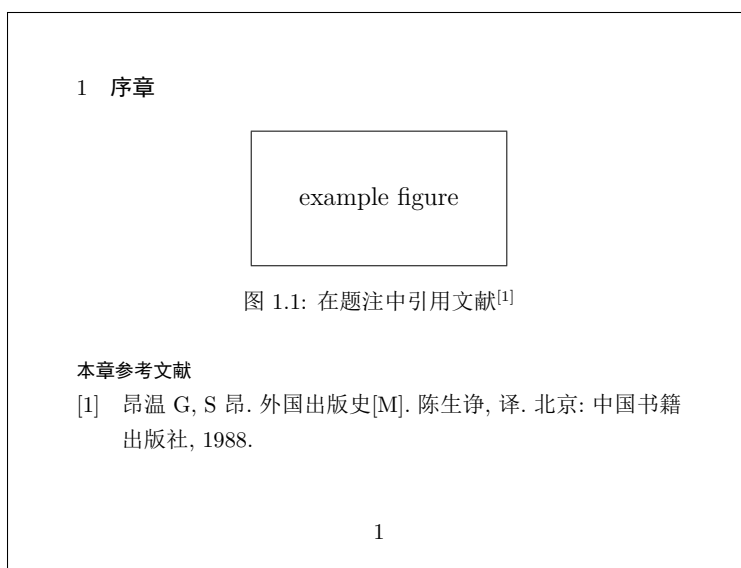 1 序章
example figure
图 1.1: 在题注中引用文献[1]
本章参考文献
[1] 昂温 G, S 昂. 外国出版史[M]. 陈生诤, 译. 北京: 中国书籍
出版社, 1988.
1